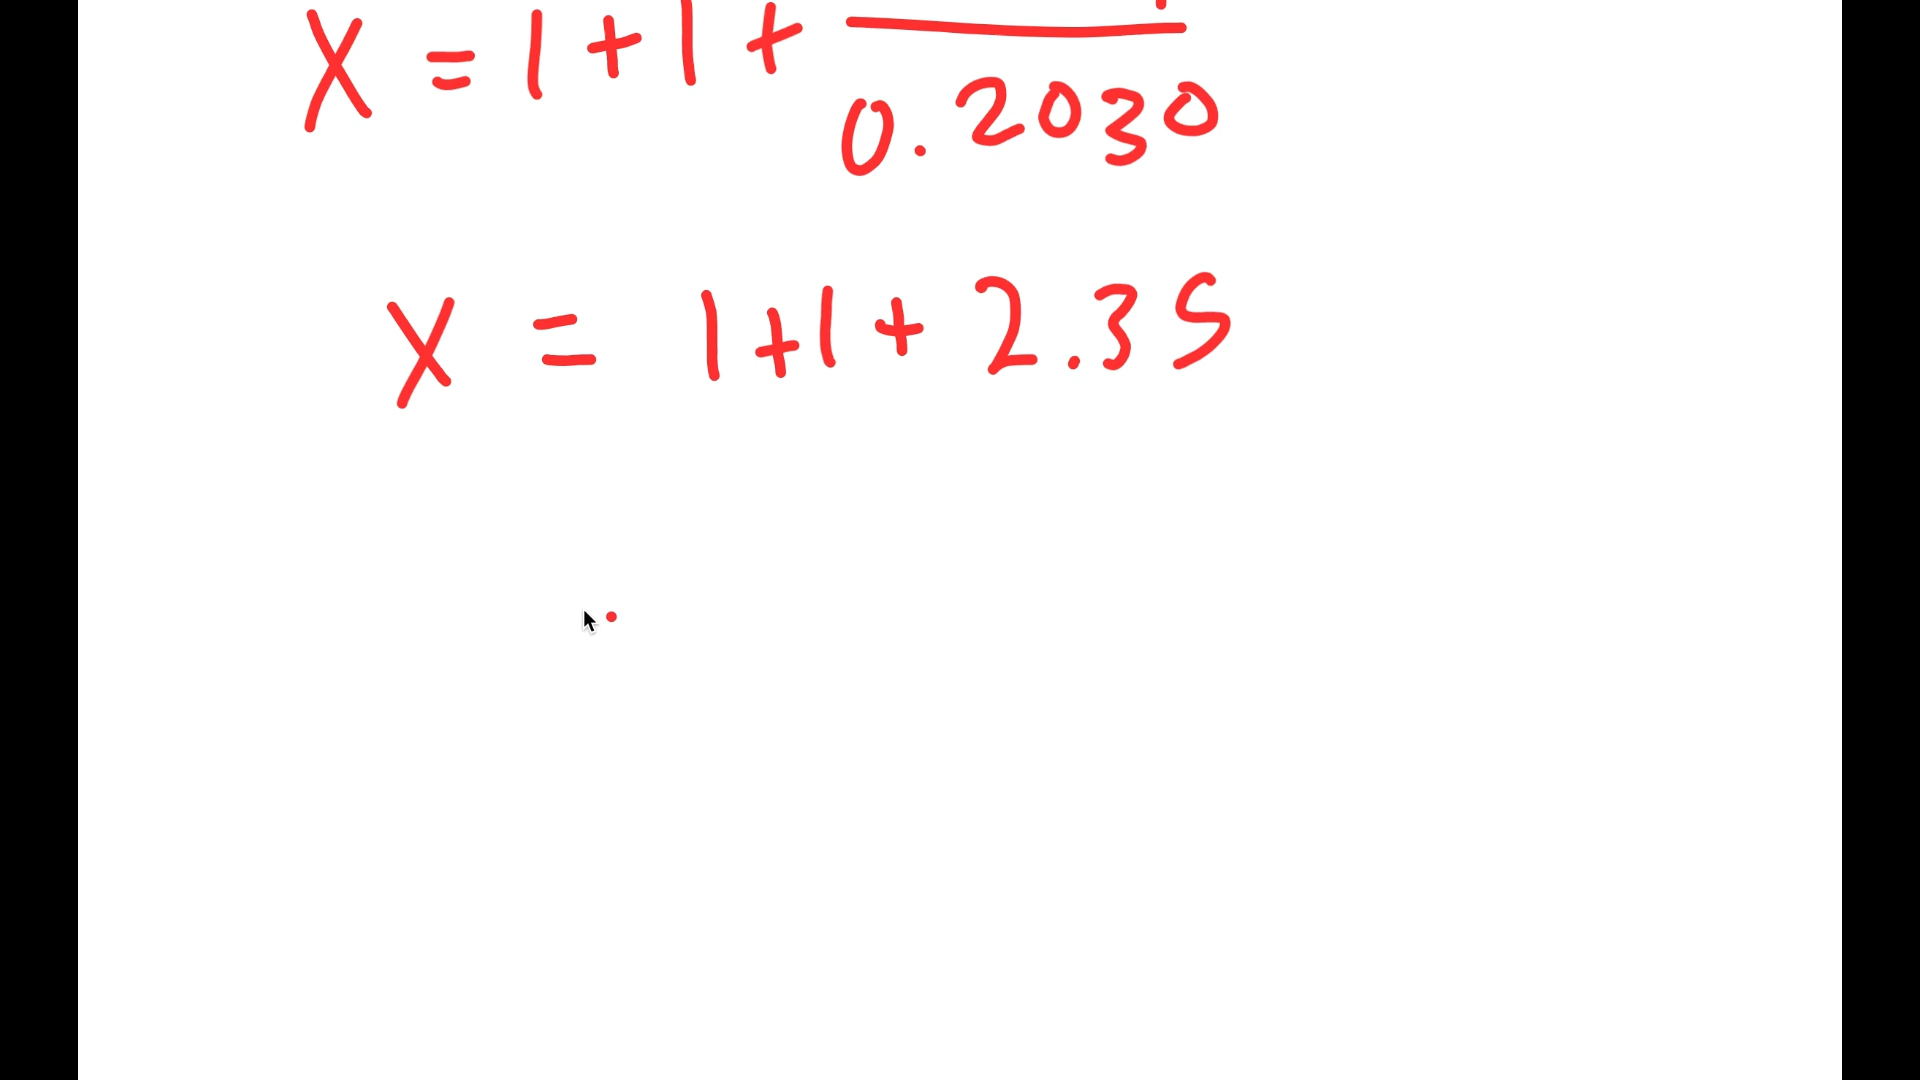 X = 1 + 1 +
0.2030
X = 1 + 1 + 2.35